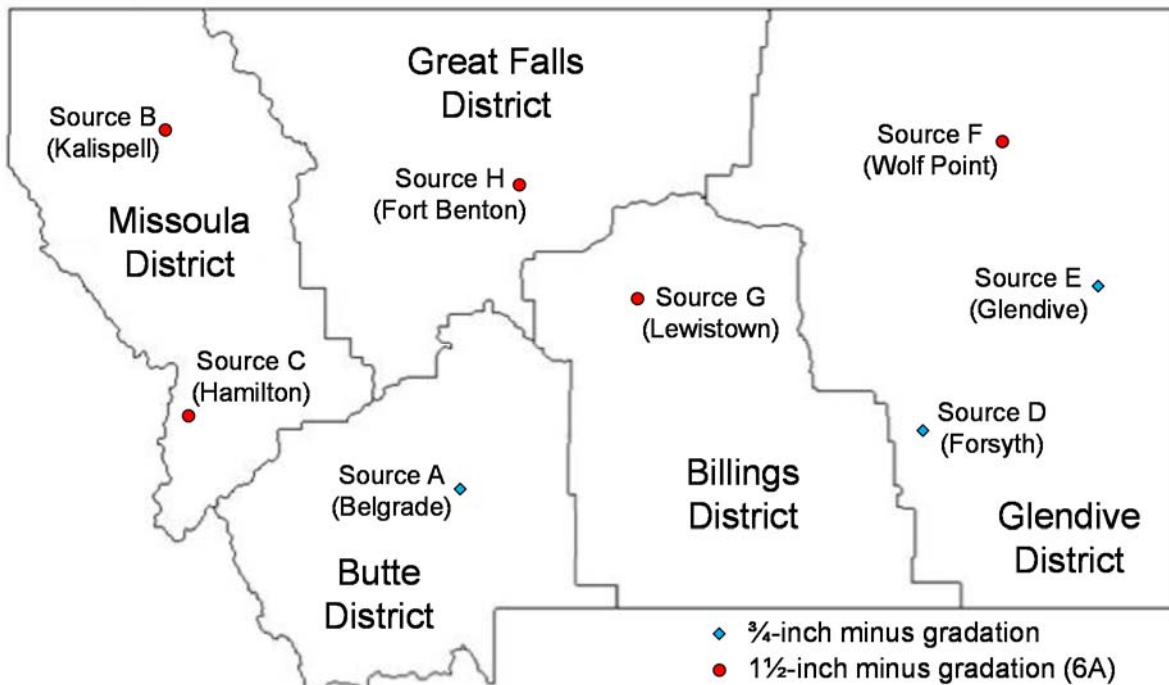 Great Falls
District
Source B
(Kalispell)
Source F
(Wolf Point)
Source H
(Fort Benton)
Missoula
District
Source E
(Glendive)
Source G
(Lewistown)
Source C
(Hamilton)
Source D
(Forsyth)
Source A
(Belgrade)
Billings
District
Glendive
District
Butte
District
¾-inch minus gradation
1½-inch minus gradation (6A)